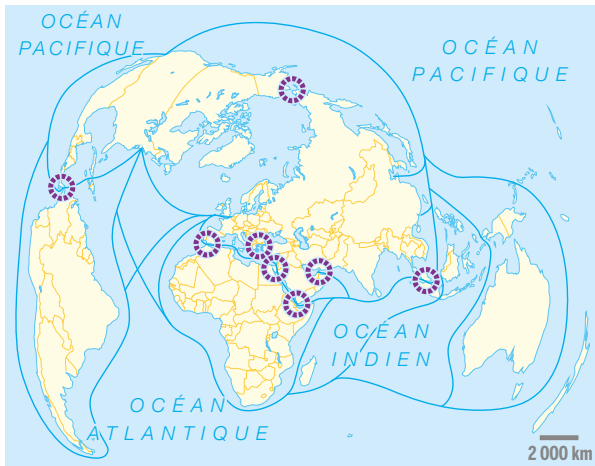 OCÉAN
PACIFIQUE
OCÉAN
PACIFIQUE
OCÉAN
INDIEN
OCÉAN
ATLANTIQUE
2 000 km